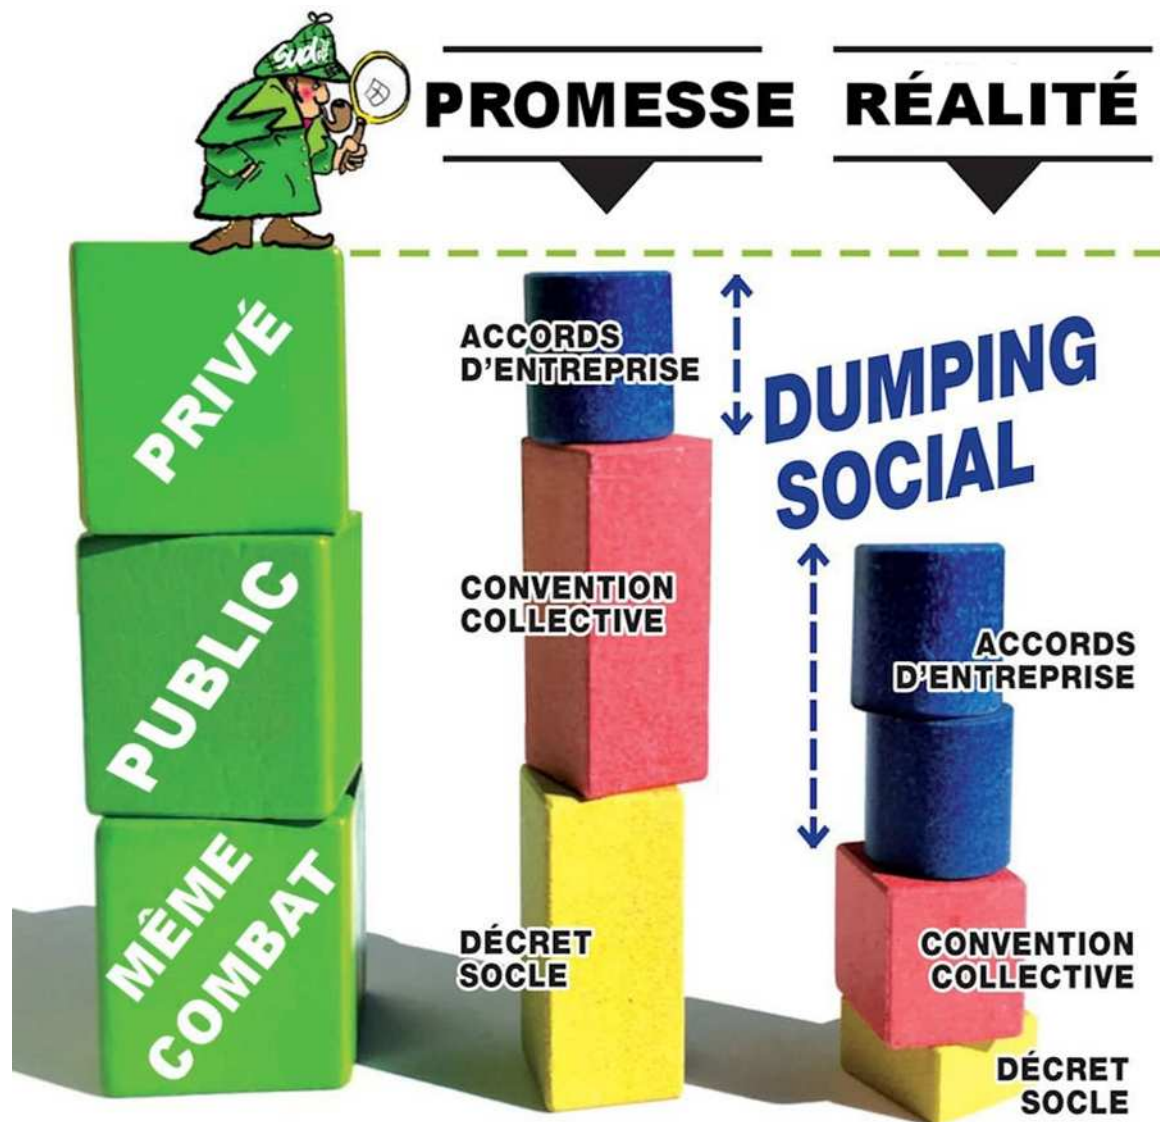 Sud
PROMESSE
RÉALITÉ
PRIVÉ
PUBLIC
MÊME
COMBAT
ACCORDS
D'ENTREPRISE
CONVENTION
COLLECTIVE
DÉCRET
SOCLE
DUMPING
SOCIAL
ACCORDS
D'ENTREPRISE
CONVENTION
COLLECTIVE
DÉCRET
SOCLE